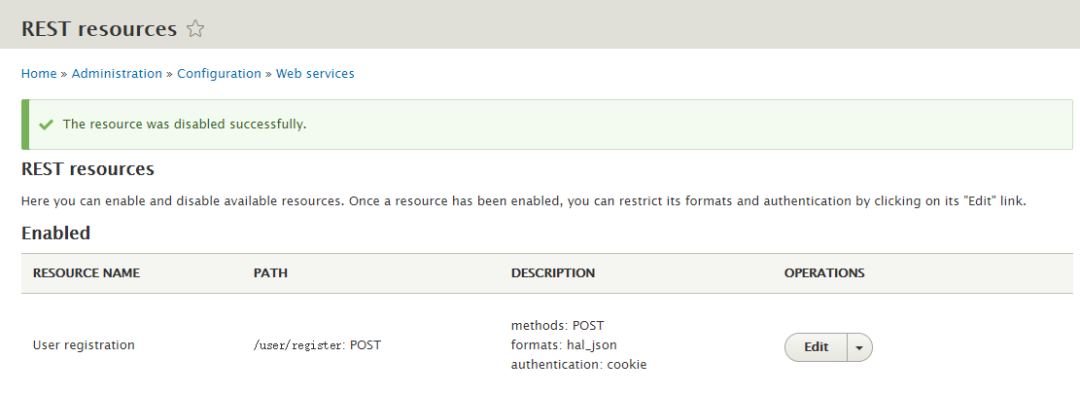 REST resources
Home » Administration » Configuration » Web services
The resource was disabled successfully.
REST resources
Here you can enable and disable available resources. Once a resource has been enabled, you can restrict its formats and authentication by clicking on its "Edit" link.
Enabled
RESOURCE NAME PATH DESCRIPTION OPERATIONS
methods: POST
User registration /user/register: POST formats: hal_json Edit
authentication: cookie